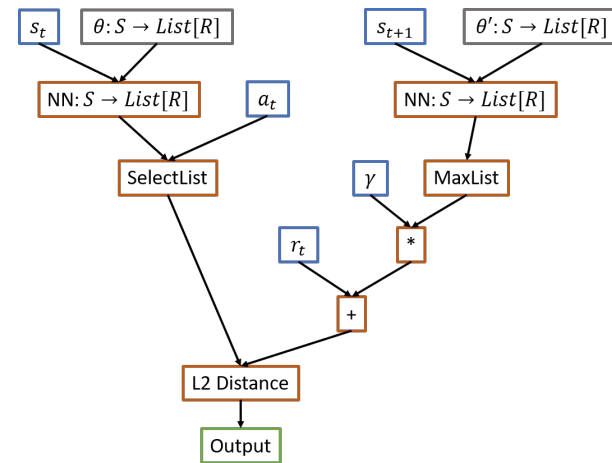 s_t
θ: S → List[R]
s_{t+1}
θ′: S → List[R]
NN: S → List[R]
NN: S → List[R]
a_t
SelectList
γ
MaxList
*
r_t
+
L2 Distance
Output